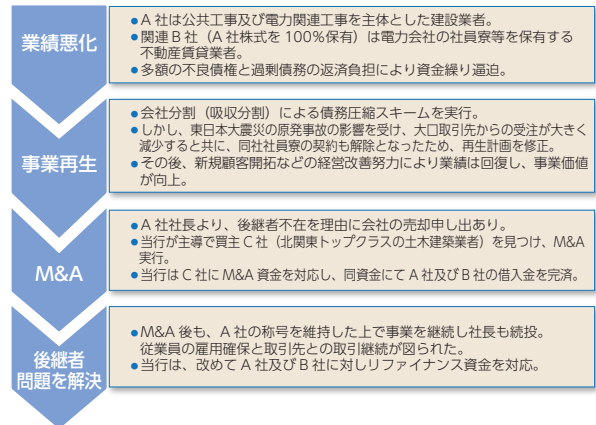 業績悪化
●A 社は公共工事及び電力関連工事を主体とした建設業者。
●関連 B 社（A 社株式を 100％保有）は電力会社の社員寮等を保有する
不動産賃貸業者。
●多額の不良債権と過剰債務の返済負担により資金繰り逼迫。
事業再生
●会社分割（吸収分割）による債務圧縮スキームを実行。
●しかし、東日本大震災の原発事故の影響を受け、大口取引先からの受注が大きく
減少すると共に、同社社員寮の契約も解除となったため、再生計画を修正。
●その後、新規顧客開拓などの経営改善努力により業績は回復し、事業価値
が向上。
M&A
●A 社社長より、後継者不在を理由に会社の売却申し出あり。
●当行が主導で買主 C 社（北関東トップクラスの土木建築業者）を見つけ、M&A
実行。
●当行は C 社に M&A 資金を対応し、同資金にて A 社及び B 社の借入金を完済。
後継者
問題を解決
●M&A 後も、A 社の称号を維持した上で事業を継続し社長も続投。
従業員の雇用確保と取引先との取引継続が図られた。
●当行は、改めて A 社及び B 社に対しリファイナンス資金を対応。